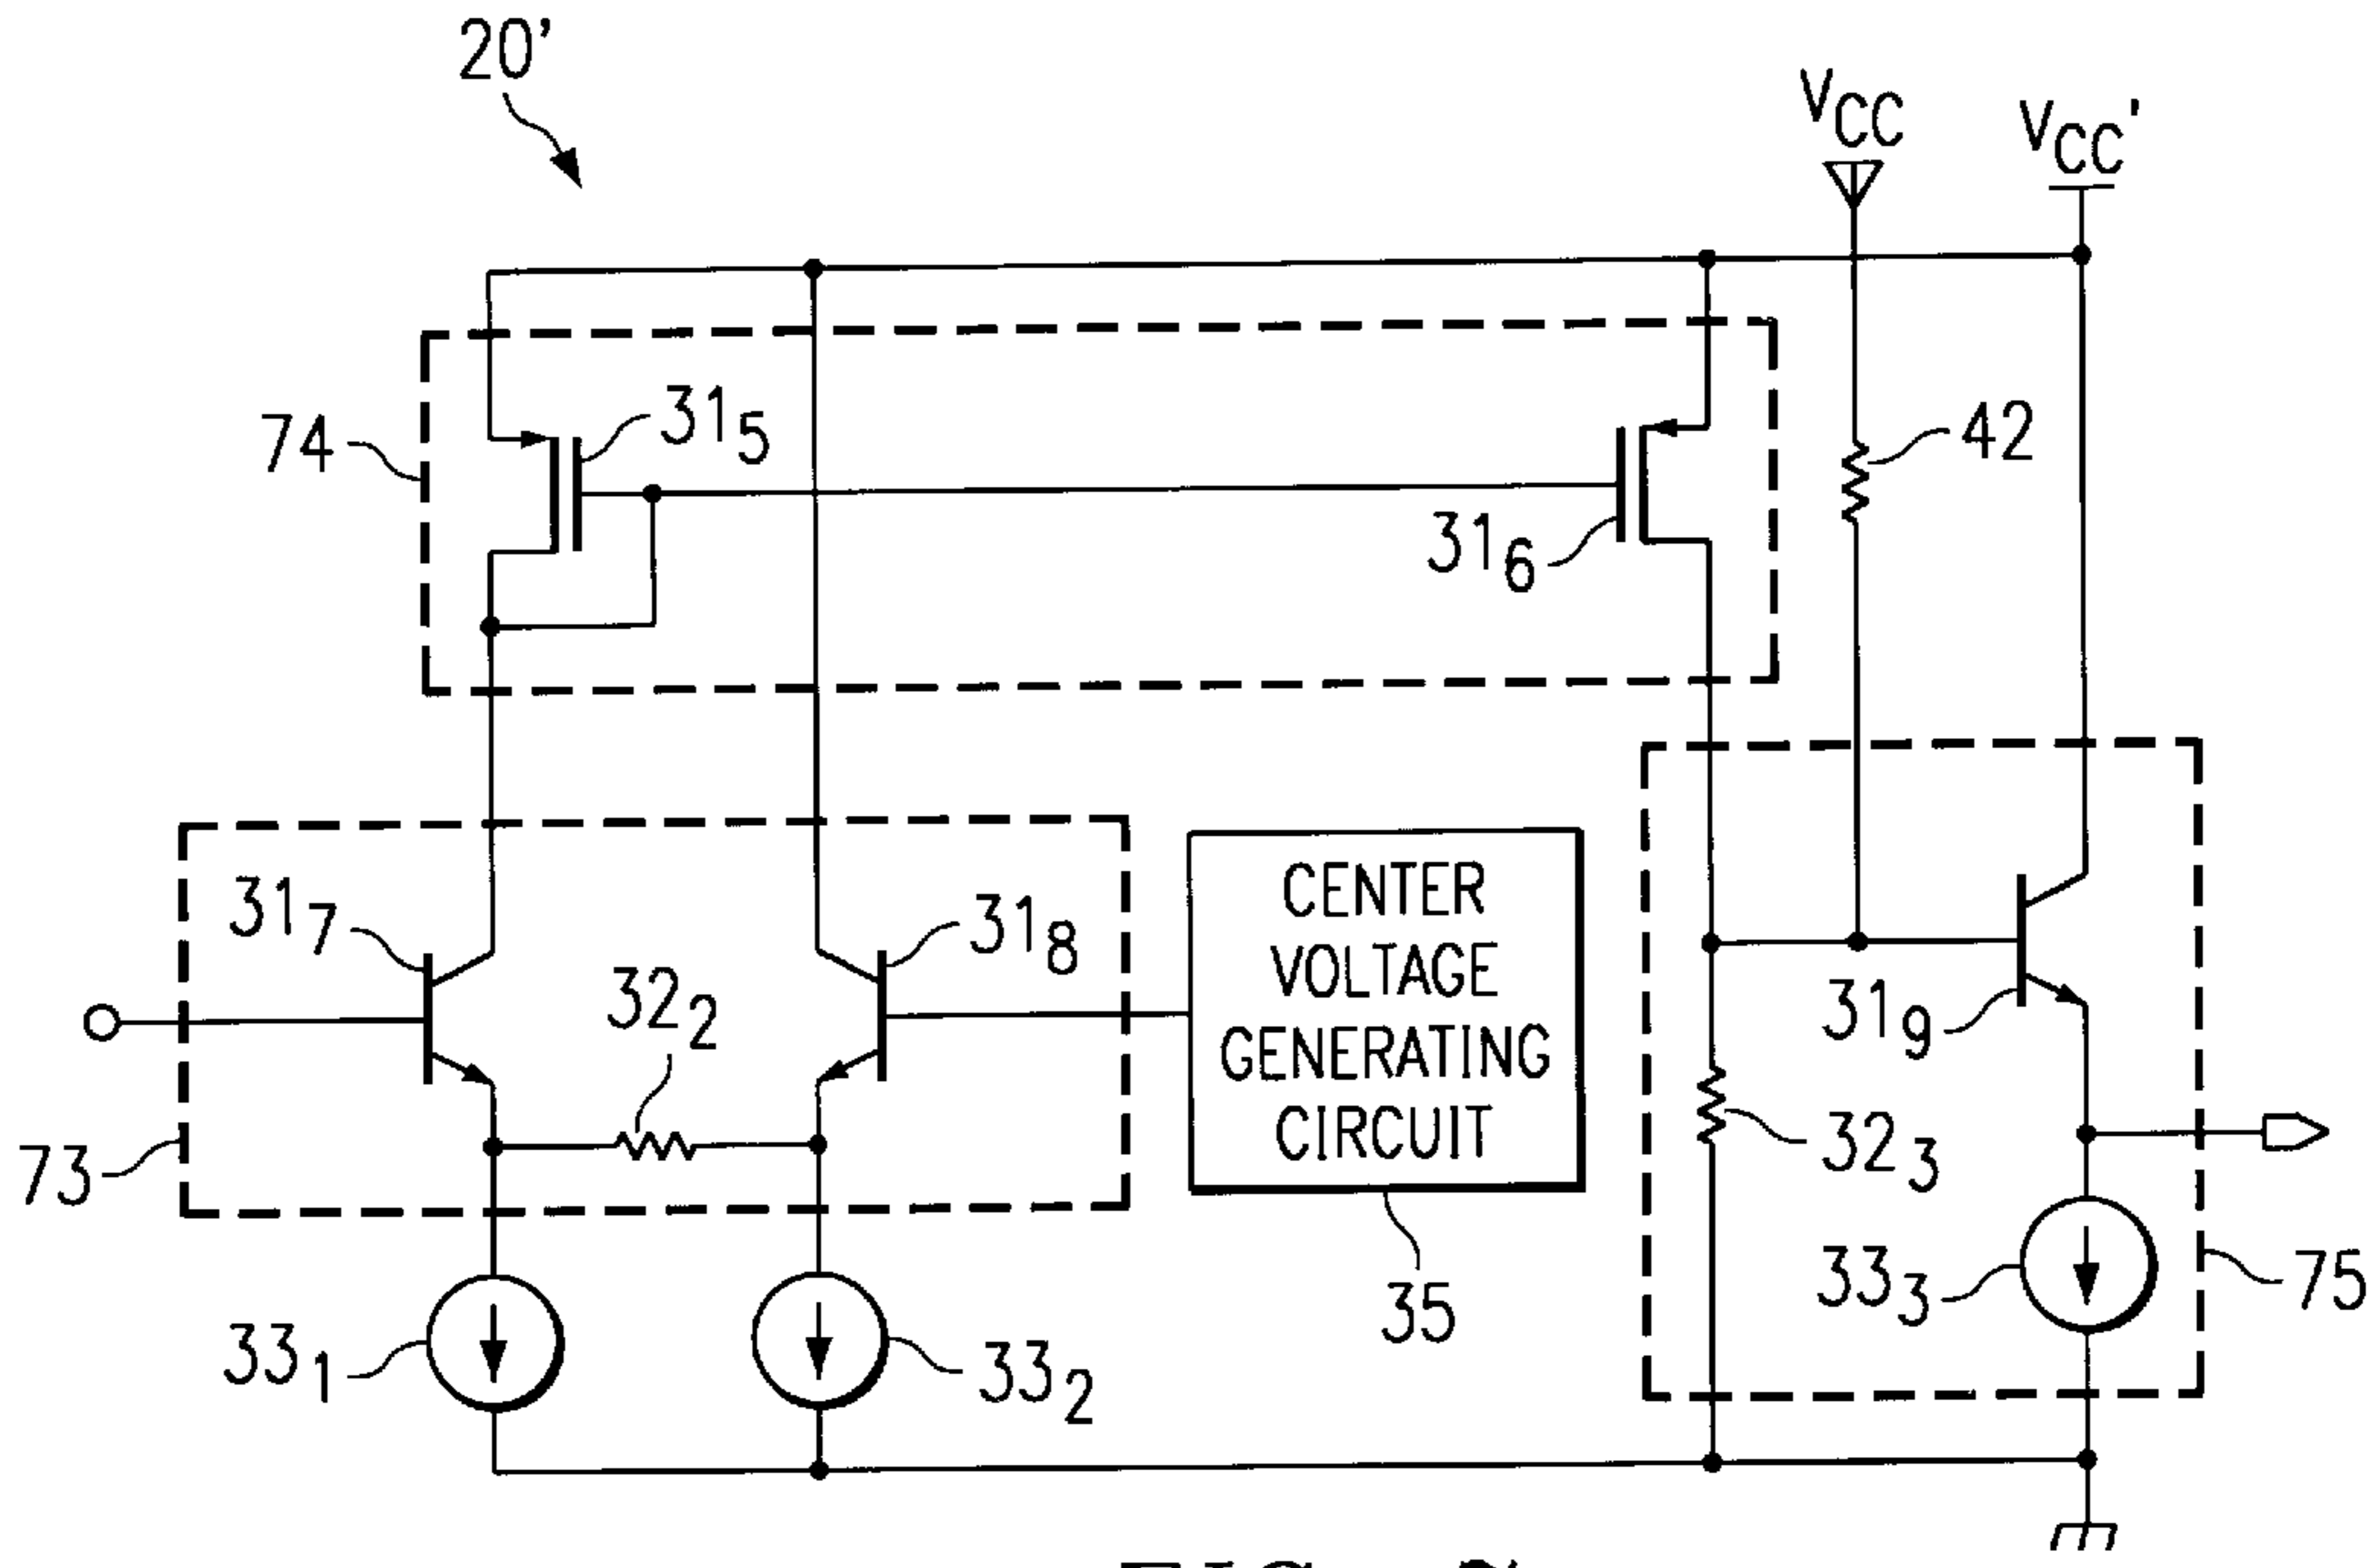 20'
VCC
VCC'
74
315
316
42
317
318
322
CENTER
VOLTAGE
GENERATING
CIRCUIT
319
323
73
331
332
35
333
75